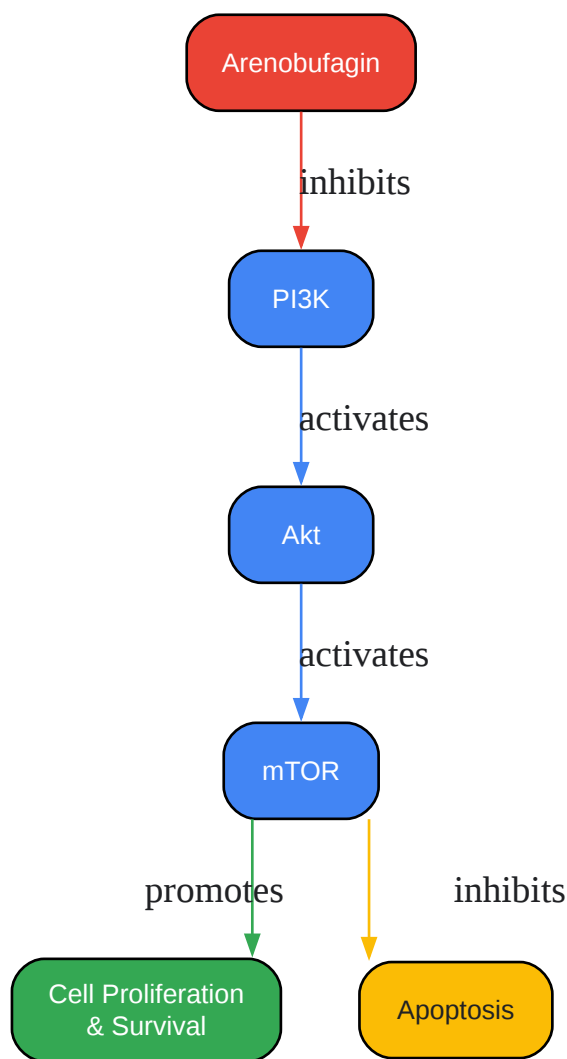 Arenobufagin
inhibits
PI3K
activates
Akt
activates
mTOR
promotes
inhibits
Cell Proliferation
& Survival
Apoptosis